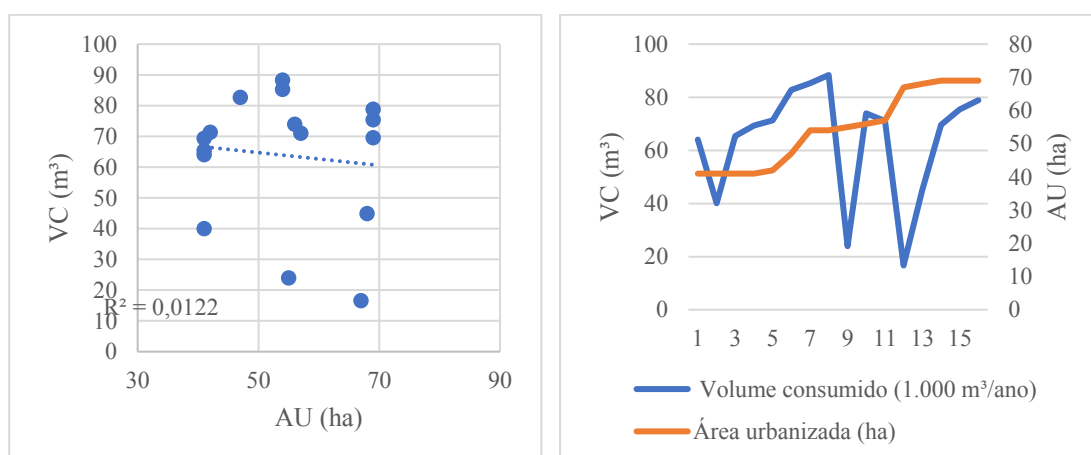 100
90
80
70
60
50
40
30
20
10
0
VC (m³)
R² = 0,0122
30 50 70 90
AU (ha)
100
80
60
40
20
0
VC (m³)
80
70
60
50
40
30
20
10
0
AU (ha)
1 3 5 7 9 11 13 15
Volume consumido (1.000 m³/ano)
Área urbanizada (ha)